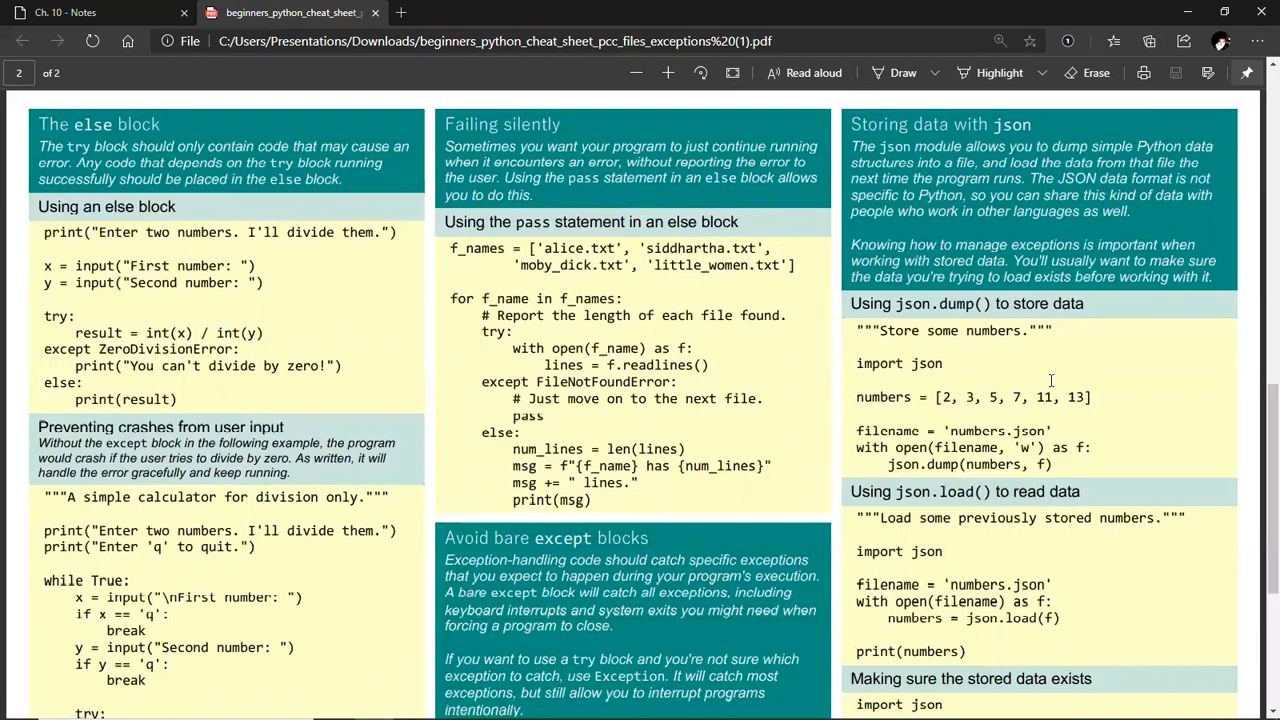 Ch. 10 - Notes
beginners_python_cheat_sheet_
File
C:/Users/Presentations/Downloads/beginners_python_cheat_sheet_pcc_files_exceptions%20(1).pdf
2 of 2
Read aloud
Draw
Highlight
Erase
The else block
The try block should only contain code that may cause an
error. Any code that depends on the try block running
successfully should be placed in the else block.
Using an else block
print("Enter two numbers. I'll divide them.")
x = input("First number: ")
y = input("Second number: ")
try:
    result = int(x) / int(y)
except ZeroDivisionError:
    print("You can't divide by zero!")
else:
    print(result)
Preventing crashes from user input
Without the except block in the following example, the program
would crash if the user tries to divide by zero. As written, it will
handle the error gracefully and keep running.
"""A simple calculator for division only."""
print("Enter two numbers. I'll divide them.")
print("Enter 'q' to quit.")
while True:
    x = input("\nFirst number: ")
    if x == 'q':
        break
    y = input("Second number: ")
    if y == 'q':
        break
    try:
Failing silently
Sometimes you want your program to just continue running
when it encounters an error, without reporting the error to
the user. Using the pass statement in an else block allows
you to do this.
Using the pass statement in an else block
f_names = ['alice.txt', 'siddhartha.txt',
        'moby_dick.txt', 'little_women.txt']
for f_name in f_names:
    # Report the length of each file found.
    try:
        with open(f_name) as f:
            lines = f.readlines()
    except FileNotFoundError:
        # Just move on to the next file.
        pass
    else:
        num_lines = len(lines)
        msg = f"{f_name} has {num_lines}"
        msg += " lines."
        print(msg)
Avoid bare except blocks
Exception-handling code should catch specific exceptions
that you expect to happen during your program's execution.
A bare except block will catch all exceptions, including
keyboard interrupts and system exits you might need when
forcing a program to close.
If you want to use a try block and you're not sure which
exception to catch, use Exception. It will catch most
exceptions, but still allow you to interrupt programs
intentionally.
Storing data with json
The json module allows you to dump simple Python data
structures into a file, and load the data from that file the
next time the program runs. The JSON data format is not
specific to Python, so you can share this kind of data with
people who work in other languages as well.
Knowing how to manage exceptions is important when
working with stored data. You'll usually want to make sure
the data you're trying to load exists before working with it.
Using json.dump() to store data
"""Store some numbers."""
import json
numbers = [2, 3, 5, 7, 11, 13]
filename = 'numbers.json'
with open(filename, 'w') as f:
    json.dump(numbers, f)
Using json.load() to read data
"""Load some previously stored numbers."""
import json
filename = 'numbers.json'
with open(filename) as f:
    numbers = json.load(f)
print(numbers)
Making sure the stored data exists
import json